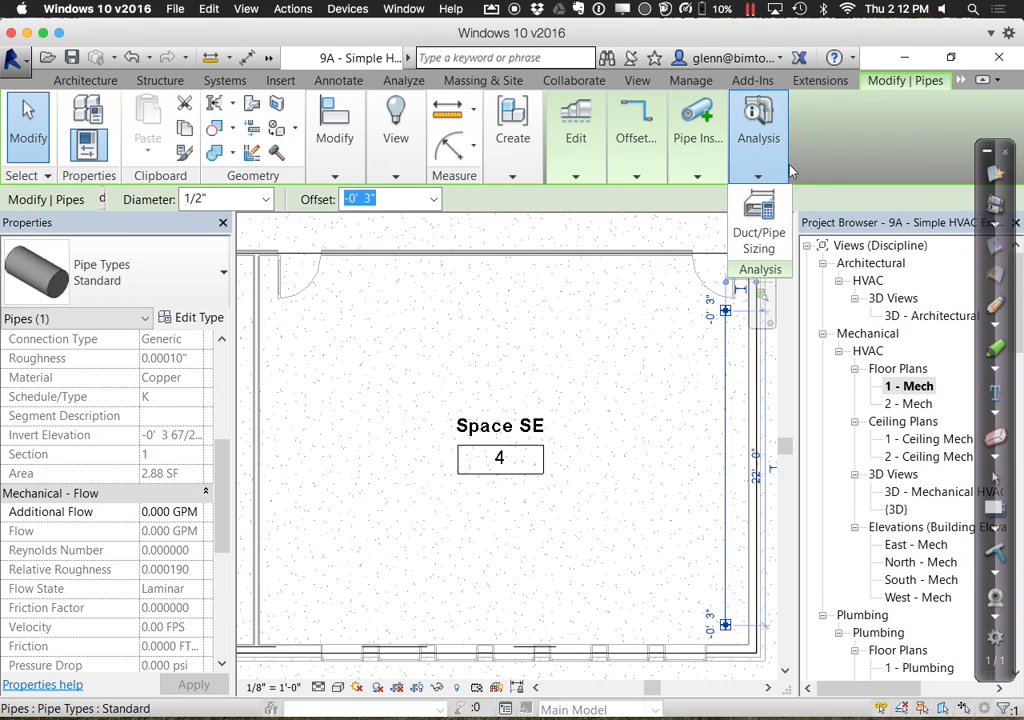 Windows 10 v2016 File Edit View Actions Devices Window Help 10% Thu 2:12 PM
Windows 10 v2016
9A - Simple H... Type a keyword or phrase glenn@bimto...
Architecture Structure Systems Insert Annotate Analyze Massing & Site Collaborate View Manage Add-Ins Extensions Modify | Pipes
Modify Paste Modify View Create Edit Offset... Pipe Ins... Analysis
Select Properties Clipboard Geometry Measure
Modify | Pipes Diameter: 1/2" Offset: -0' 3"
Duct/Pipe
Sizing
Analysis
Properties
Pipe Types
Standard
Pipes (1) Edit Type
Connection Type Generic
Roughness 0.00010"
Material Copper
Schedule/Type K
Segment Description
Invert Elevation -0' 3 67/2...
Section 1
Area 2.88 SF
Mechanical - Flow
Additional Flow 0.000 GPM
Flow 0.000 GPM
Reynolds Number 0.000000
Relative Roughness 0.000190
Flow State Laminar
Friction Factor 0.000000
Velocity 0.00 FPS
Friction 0.0000 FT...
Pressure Drop 0.000 psi
Properties help Apply
Space SE
4
-0' 3"
22' 0"
-0' 3"
Project Browser - 9A - Simple HVAC E
Views (Discipline)
Architectural
HVAC
3D Views
3D - Architectural
Mechanical
HVAC
Floor Plans
1 - Mech
2 - Mech
Ceiling Plans
1 - Ceiling Mech
2 - Ceiling Mech
3D Views
3D - Mechanical HVAC
{3D}
Elevations (Building Eleva
East - Mech
North - Mech
South - Mech
West - Mech
Plumbing
Plumbing
Floor Plans
1 - Plumbing
1 / 1
1/8" = 1'-0"
Pipes : Pipe Types : Standard :0 Main Model :1